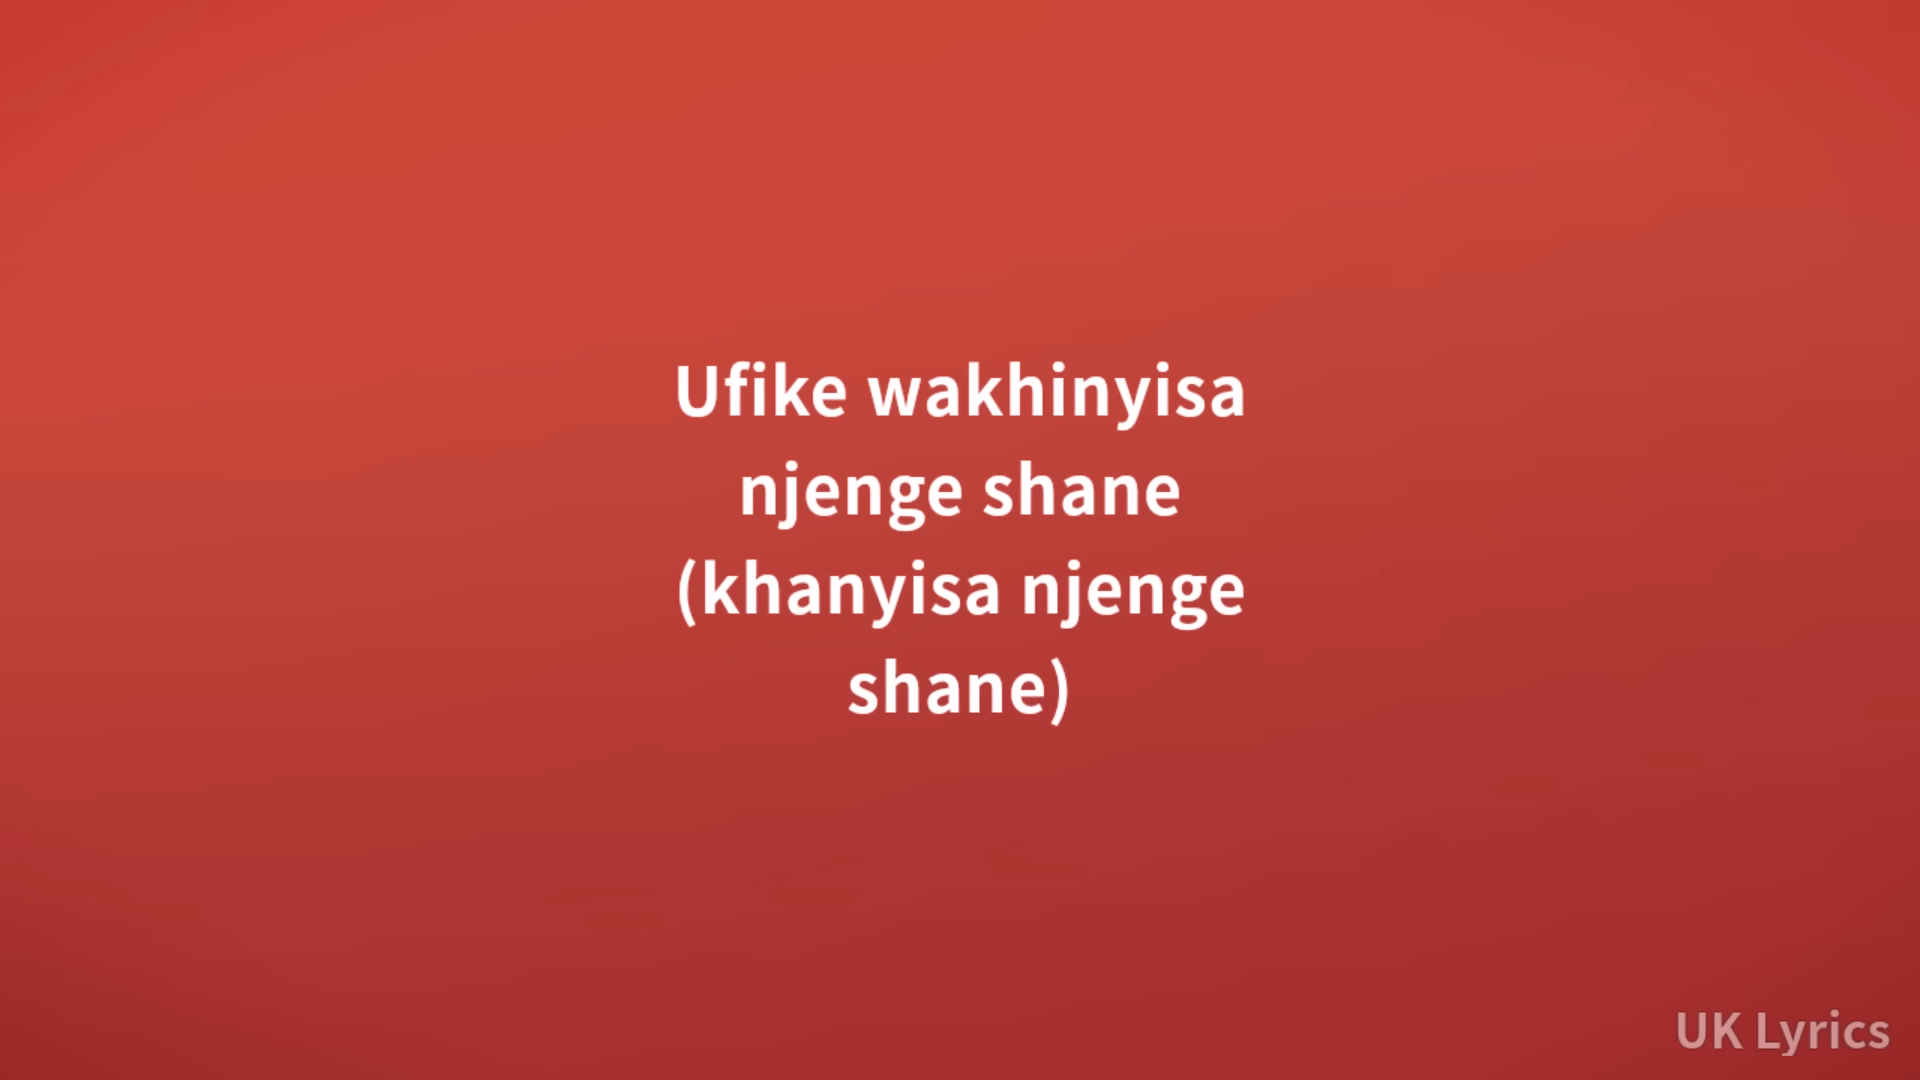 Ufike wakhinyisa
njenge shane
(khanyisa njenge
shane)
UK Lyrics